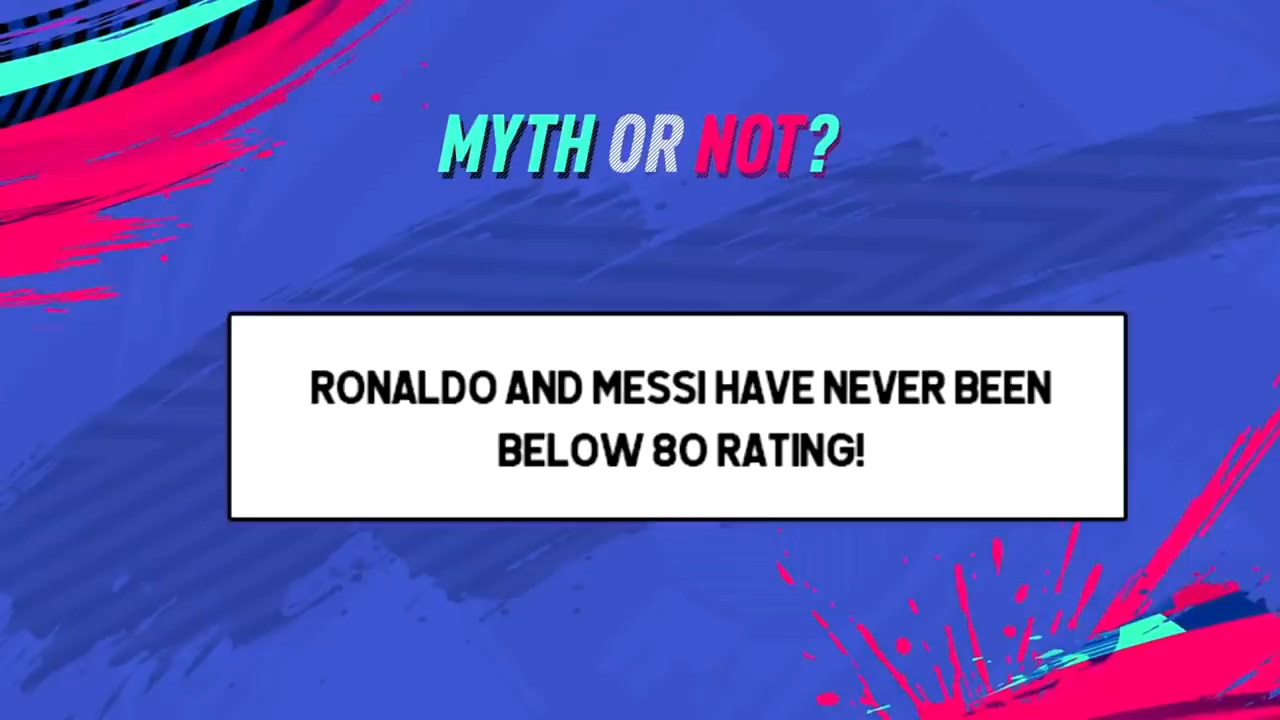 MYTH OR NOT?
RONALDO AND MESSI HAVE NEVER BEEN
BELOW 80 RATING!